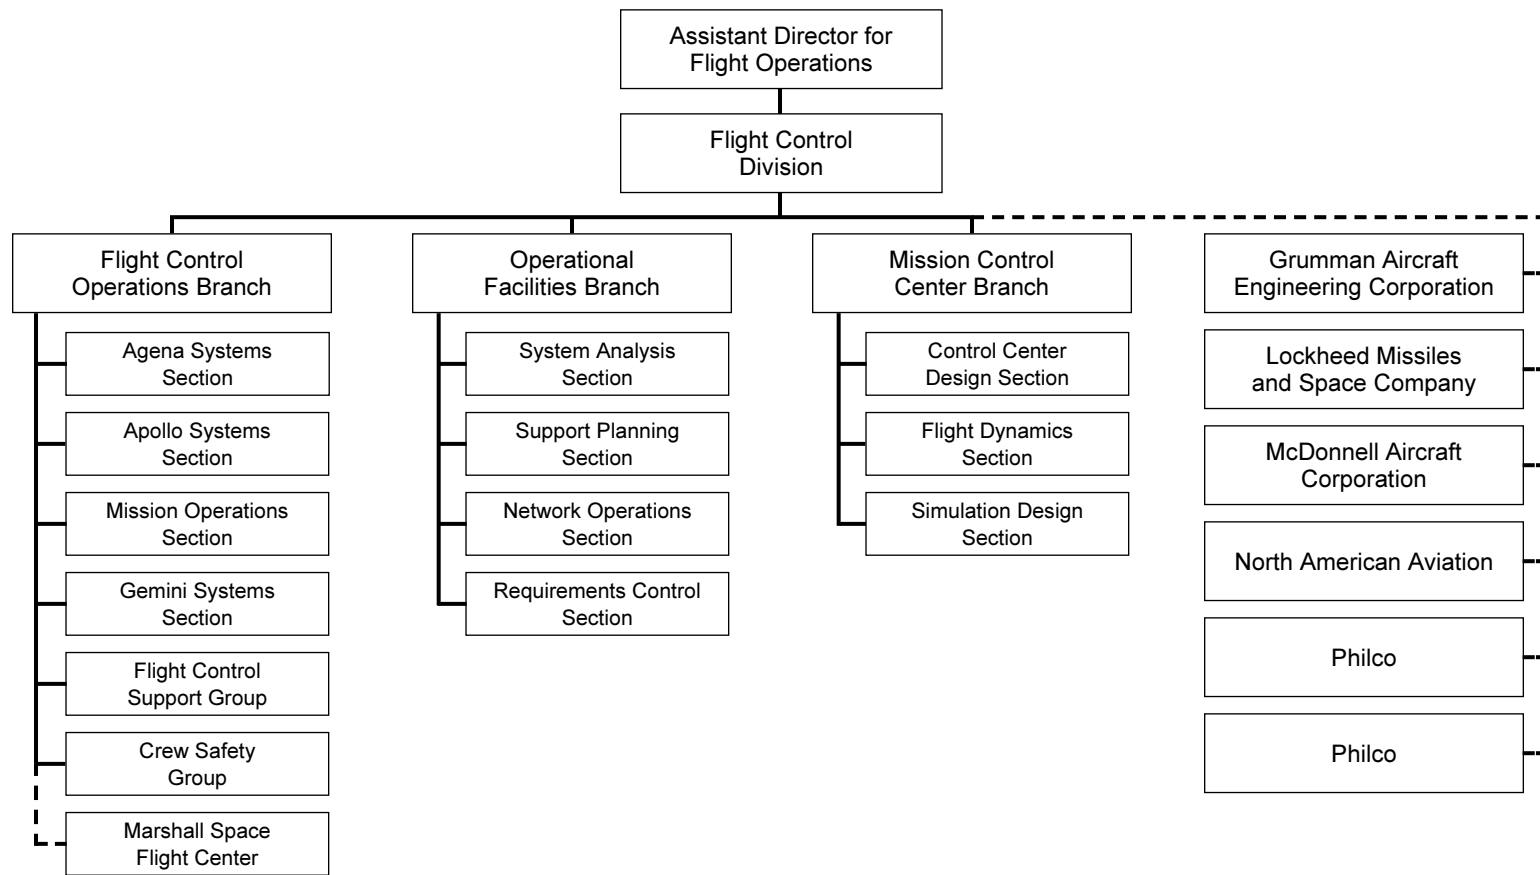 Assistant Director for
Flight Operations
Flight Control
Division
Flight Control
Operations Branch
Agena Systems
Section
Apollo Systems
Section
Mission Operations
Section
Gemini Systems
Section
Flight Control
Support Group
Crew Safety
Group
Marshall Space
Flight Center
Operational
Facilities Branch
System Analysis
Section
Support Planning
Section
Network Operations
Section
Requirements Control
Section
Mission Control
Center Branch
Control Center
Design Section
Flight Dynamics
Section
Simulation Design
Section
Grumman Aircraft
Engineering Corporation
Lockheed Missiles
and Space Company
McDonnell Aircraft
Corporation
North American Aviation
Philco
Philco